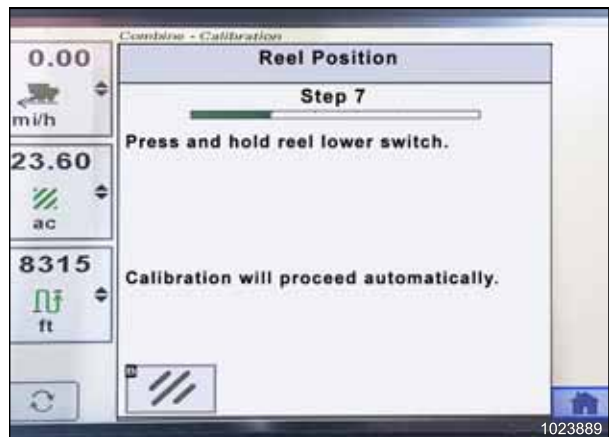 Combine - Calibration
0.00
mi/h
23.60
ac
8315
ft
Reel Position
Step 7
Press and hold reel lower switch.
Calibration will proceed automatically.
1023889